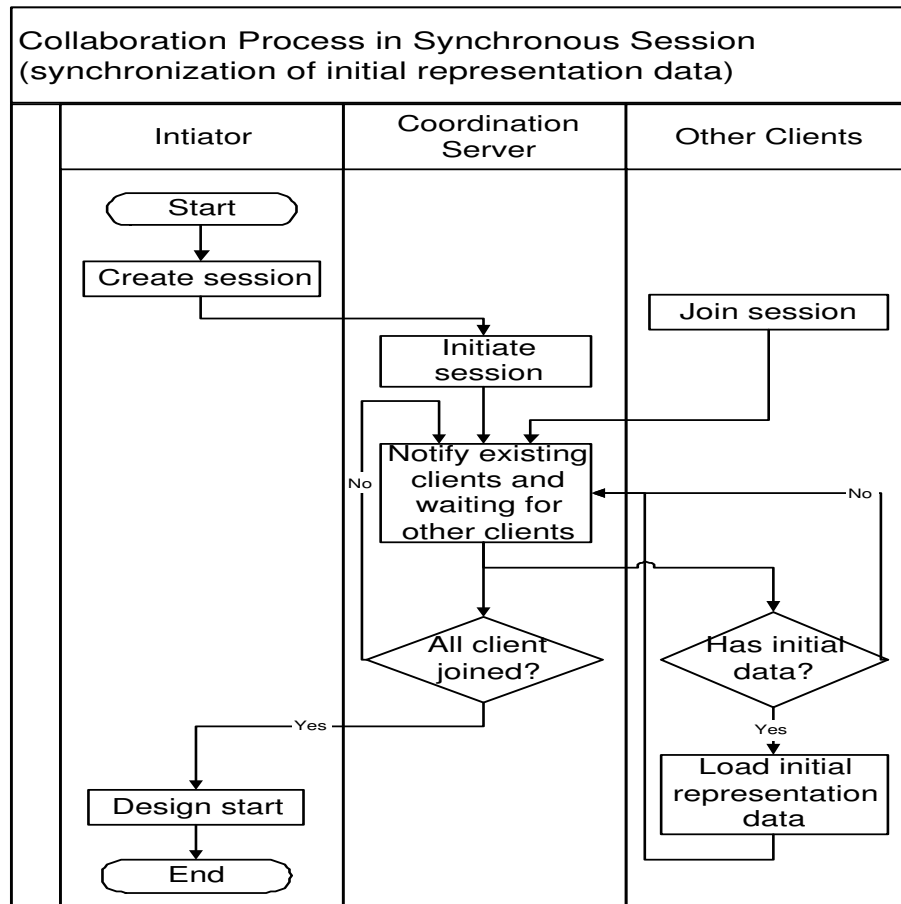 Collaboration Process in Synchronous Session
(synchronization of initial representation data)
Intiator
Coordination
Server
Other Clients
Start
Create session
Join session
Initiate
session
Notify existing
clients and
waiting for
other clients
No
No
All client
joined?
Has initial
data?
Yes
Yes
Load initial
representation
data
Design start
End